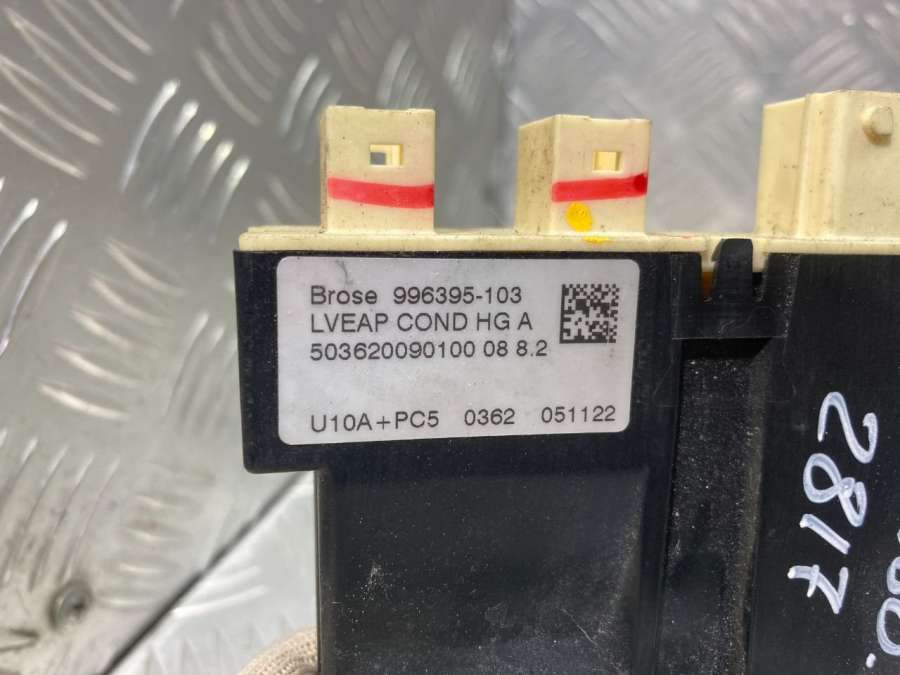 Brose 996395-103
LVEAP COND HG A
503620090100 08 8.2
U10A+PC5 0362 051122
2817